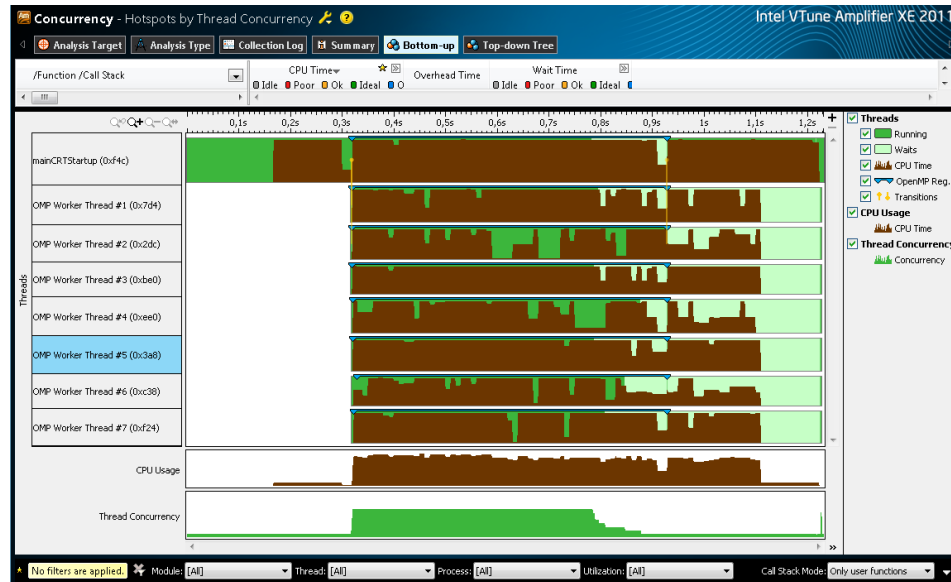 Concurrency - Hotspots by Thread Concurrency
Intel VTune Amplifier XE 2011
Analysis Target
Analysis Type
Collection Log
Summary
Bottom-up
Top-down Tree
/Function /Call Stack
CPU Time
Overhead Time
Wait Time
Idle Poor Ok Ideal O
Idle Poor Ok Ideal
0,1s 0,2s 0,3s 0,4s 0,5s 0,6s 0,7s 0,8s 0,9s 1s 1,1s 1,2s
Threads
mainCRTStartup (0xf4c)
OMP Worker Thread #1 (0x7d4)
OMP Worker Thread #2 (0x2dc)
OMP Worker Thread #3 (0xbe0)
OMP Worker Thread #4 (0xee0)
OMP Worker Thread #5 (0x3a8)
OMP Worker Thread #6 (0xc38)
OMP Worker Thread #7 (0xf24)
CPU Usage
Thread Concurrency
Threads
Running
Waits
CPU Time
OpenMP Reg.
Transitions
CPU Usage
CPU Time
Thread Concurrency
Concurrency
No filters are applied.
Module: [All]
Thread: [All]
Process: [All]
Utilization: [All]
Call Stack Mode: Only user functions